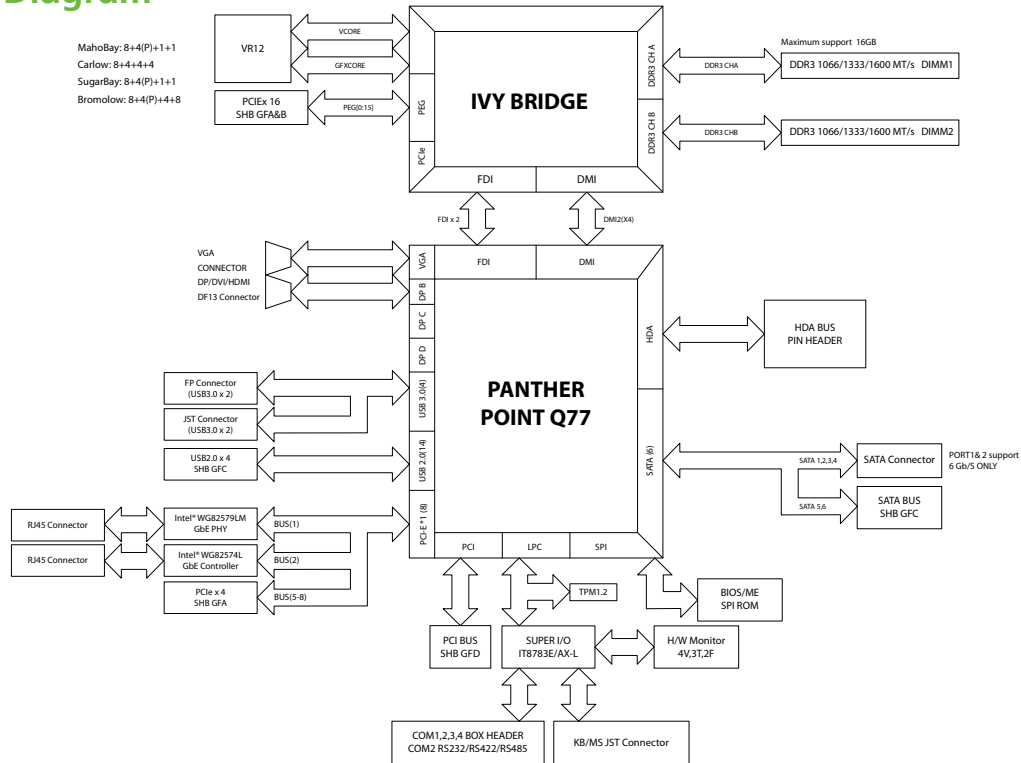 Diagram
MahoBay: 8+4(P)+1+1
Carlow: 8+4+4+4
SugarBay: 8+4(P)+1+1
Bromolow: 8+4(P)+4+8
VR12
VCORE
GFXCORE
PCIEx 16
SHB GFA&B
PEG[0:15]
PEG
PCIe
IVY BRIDGE
FDI
DMI
DDR3 CH A
DDR3 CH B
DDR3 CHA
DDR3 CHB
Maximum support 16GB
DDR3 1066/1333/1600 MT/s DIMM1
DDR3 1066/1333/1600 MT/s DIMM2
FDI x 2
DMI2(X4)
VGA
CONNECTOR
DP/DVI/HDMI
DF13 Connector
VGA
DP B
DP C
DP D
USB 3.0(4)
USB 2.0(14)
PCI-E*1 (8)
FDI
DMI
PANTHER
POINT Q77
HDA
SATA (6)
PCI
LPC
SPI
HDA BUS
PIN HEADER
FP Connector
(USB3.0 x 2)
JST Connector
(USB3.0 x 2)
USB2.0 x 4
SHB GFC
SATA 1,2,3,4
SATA 5,6
SATA Connector
PORT1& 2 support
6 Gb/S ONLY
SATA BUS
SHB GFC
RJ45 Connector
RJ45 Connector
Intel® WG82579LM
GbE PHY
Intel® WG82574L
GbE Controller
PCIe x 4
SHB GFA
BUS(1)
BUS(2)
BUS(5-8)
TPM1.2
BIOS/ME
SPI ROM
PCI BUS
SHB GFD
SUPER I/O
IT8783E/AX-L
H/W Monitor
4V,3T,2F
COM1,2,3,4 BOX HEADER
COM2 RS232/RS422/RS485
KB/MS JST Connector